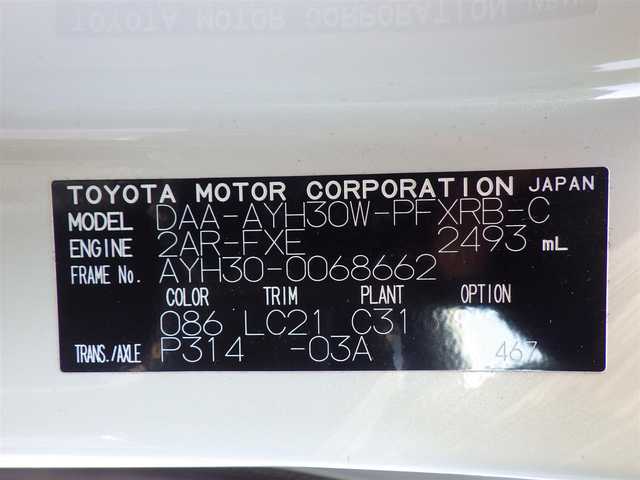 TOYOTA MOTOR CORPORATION JAPAN
MODEL DAA-AYH30W-PFXRB-C
ENGINE 2AR-FXE 2493 mL
FRAME No. AYH30-0068662
COLOR TRIM PLANT OPTION
086 LC21 C31
TRANS./AXLE P314 -03A 467